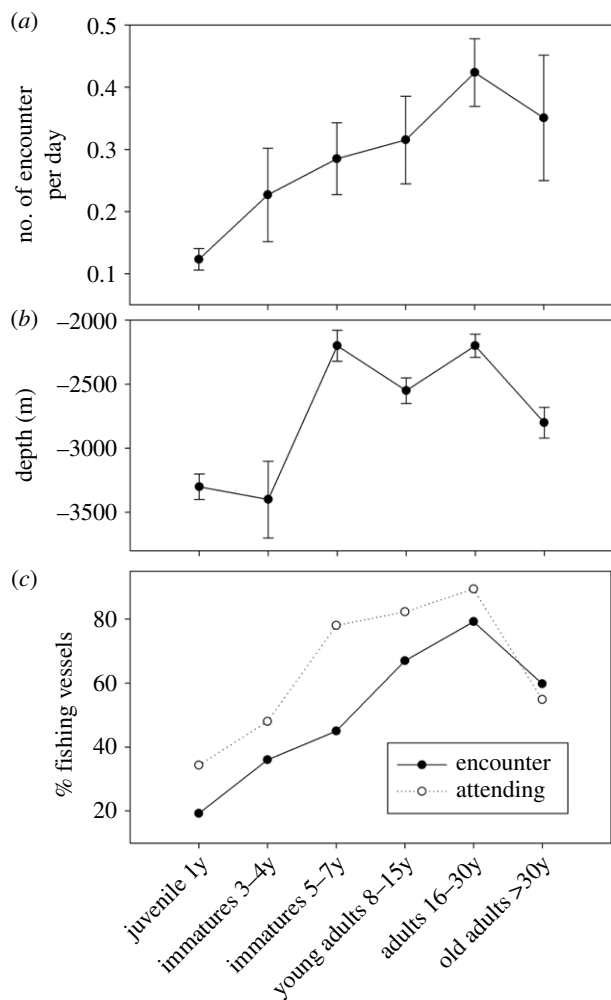 (a)
0.5
0.4
0.3
0.2
0.1
no. of encounter
per day
(b)
–2000
–2500
–3000
–3500
depth (m)
(c)
80
60
40
20
% fishing vessels
encounter
attending
juvenile 1y
immatures 3–4y
immatures 5–7y
young adults 8–15y
adults 16–30y
old adults >30y